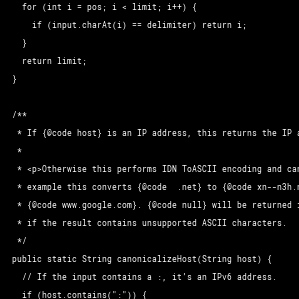 for (int i = pos; i < limit; i++) {
if (input.charAt(i) == delimiter) return i;
}
return limit;
}
/**
* If {@code host} is an IP address, this returns the IP a
*
* <p>Otherwise this performs IDN ToASCII encoding and can
* example this converts {@code .net} to {@code xn--n3h.n
* {@code www.google.com}. {@code null} will be returned i
* if the result contains unsupported ASCII characters.
*/
public static String canonicalizeHost(String host) {
// If the input contains a :, it's an IPv6 address.
if (host.contains(":")) {